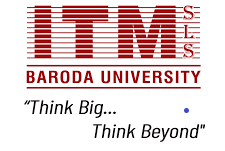 ITM SLS
BARODA UNIVERSITY
"Think Big...
Think Beyond"